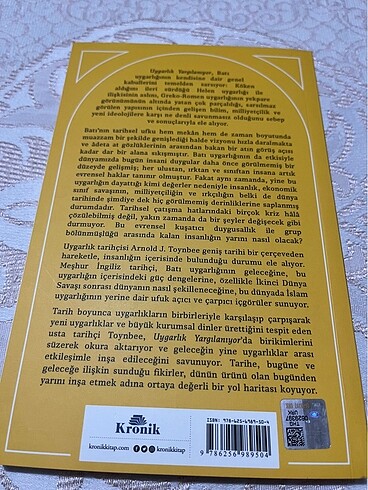 Uygarlık Yargılanıyor, Batı
uygarlığının kendisine dair genel
kabullerini temelden sarsıyor: Köken
aldığını ileri sürdüğü Helen uygarlığı ile
ilişkisinin aslını, Greko-Romen uygarlığının yekpare
görünümünün altında yatan çok parçalılığı, sarsılmaz
görülen yapısının içinden gelişen bilim, milliyetçilik ve
yeni ideolojilere karşı ne denli savunmasız olduğunu sebep
ve sonuçlarıyla ele alıyor.
Batı'nın tarihsel ufku hem mekân hem de zaman boyutunda
muazzam bir şekilde genişlediği halde vizyonu hızla daralmakta
ve âdeta at gözlüklerinin arasından bakan bir atın görüş açısı
kadar dar bir alana sıkışmıştır. Batı uygarlığının da etkisiyle
dünyamızda bugün insani duygular daha önce görülmemiş bir
düzeyde gelişmiş; her ulustan, ırktan ve sınıftan insana artık
evrensel haklar tanınır olmuştur. Fakat aynı zamanda, yine bu
uygarlığın dayattığı kimi değerler nedeniyle insanlık, ekonomik
sınıf savaşının, milliyetçiliğin ve ırkçılığın belki de dünya
tarihinde şimdiye dek hiç görülmemiş derinliklerine saplanmış
durumdadır. Tarihsel çatışma hatlarındaki birçok kriz hâlâ
çözülebilmiş değil, yakın zamanda da bir şeyler değişecek gibi
durmuyor. Bu evrensel kuşatıcı duygusallık ile grup
bölünmüşlüğü arasında kalan insanlığın yarını nasıl olacak?
Uygarlık tarihçisi Arnold J. Toynbee geniş tarihi bir çerçeveden
hareketle, insanlığın içerisinde bulunduğu durumu ele alıyor.
Meşhur İngiliz tarihçi, Batı uygarlığının geleceğine, bu
uygarlığın içerisindeki güç dengelerine, özellikle İkinci Dünya
Savaşı sonrası dünyanın nasıl şekilleneceğine, bu dünyada İslam
uygarlığının yerine dair ufuk açıcı ve çarpıcı içgörüler sunuyor.
Tarih boyunca uygarlıkların birbirleriyle karşılaşıp çarpışarak
yeni uygarlıklar ve büyük kurumsal dinler ürettiğini tespit eden
usta tarihçi Toynbee, Uygarlık Yargılanıyor'da birikimlerini
süzerek okura aktarıyor ve geleceğin yine uygarlıklar arası
etkileşimle inşa edileceğini savunuyor. Tarihe, bugüne ve
geleceğe ilişkin sunduğu fikirler, dünün ürünü olan bugünden
yarını inşa etmek adına ortaya değerli bir yol haritası koyuyor.
Kronik
kronikkitap.com
kronikkitap
ISBN: 978-625-6989-50-4
9 786256 989504